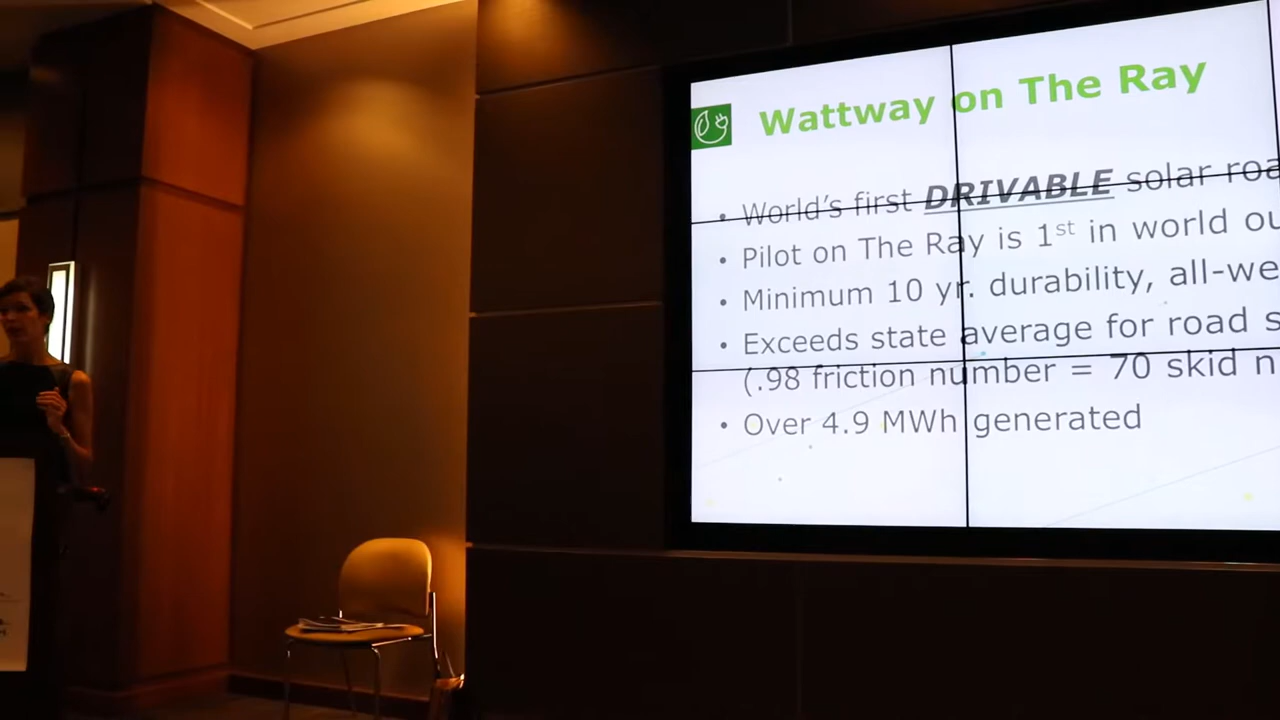 Wattway on The Ray
• World's first DRIVABLE solar roa
• Pilot on The Ray is 1st in world ou
• Minimum 10 yr. durability, all-we
• Exceeds state average for road s
(.98 friction number = 70 skid n
• Over 4.9 MWh generated